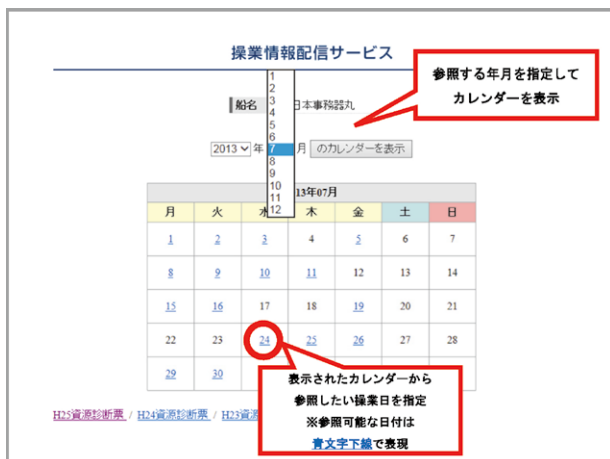 操業情報配信サービス
参照する年月を指定して
カレンダーを表示
船名 日本事務器丸
1
2
3
4
5
6
7
8
9
10
11
12
2013 年 月 のカレンダーを表示
13年07月
月 火 水 木 金 土 日
1 2 3 4 5 6 7
8 9 10 11 12 13 14
15 16 17 18 19 20 21
22 23 24 25 26 27 28
29 30
表示されたカレンダーから
参照したい操業日を指定
※参照可能な日付は
青文字下線で表現
H25資源診断票 / H24資源診断票 / H23資